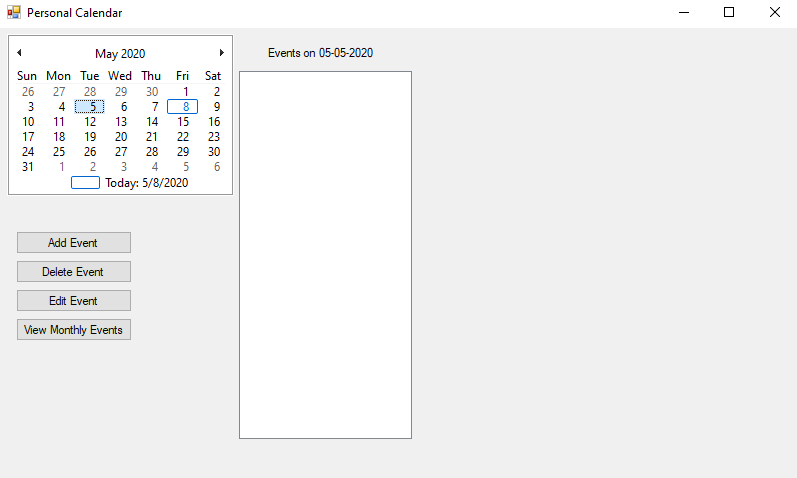 Personal Calendar
May 2020
Events on 05-05-2020
Sun Mon Tue Wed Thu Fri Sat
26 27 28 29 30 1 2
3 4 5 6 7 8 9
10 11 12 13 14 15 16
17 18 19 20 21 22 23
24 25 26 27 28 29 30
31 1 2 3 4 5 6
Today: 5/8/2020
Add Event
Delete Event
Edit Event
View Monthly Events